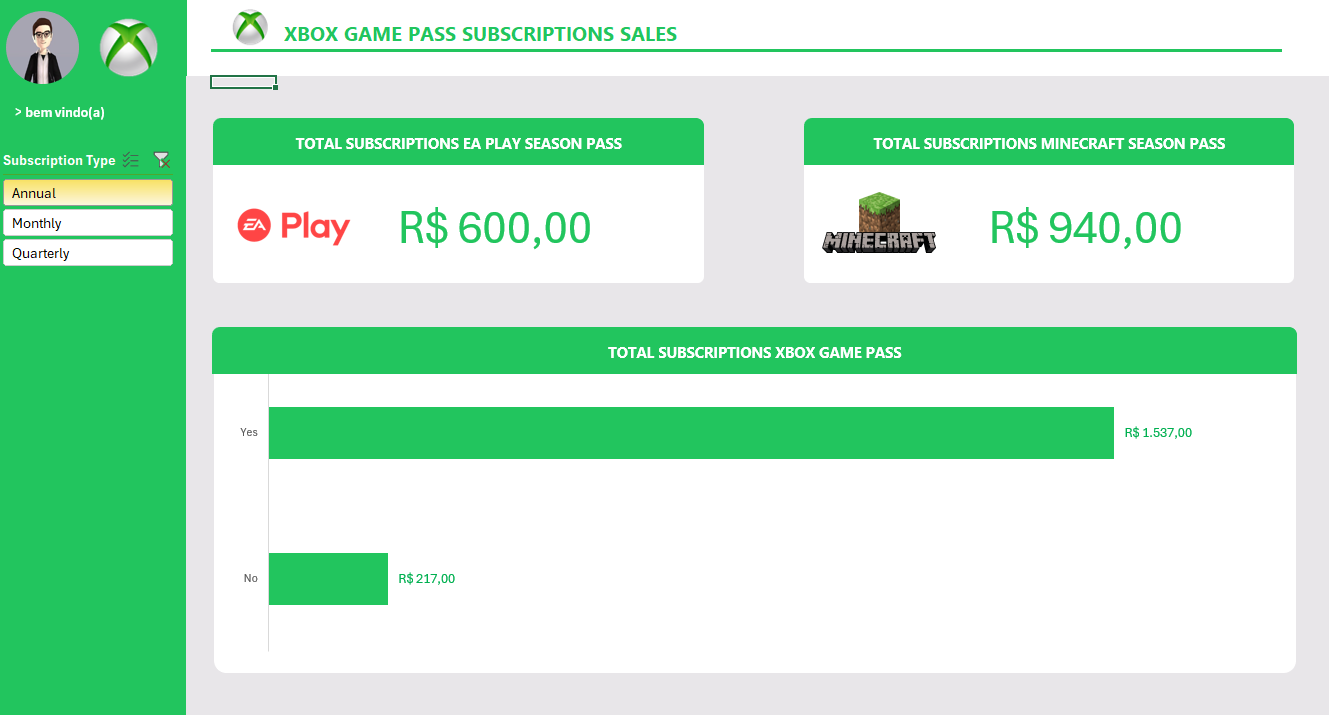 XBOX GAME PASS SUBSCRIPTIONS SALES
> bem vindo(a)
Subscription Type
Annual
Monthly
Quarterly
TOTAL SUBSCRIPTIONS EA PLAY SEASON PASS
EA Play
R$ 600,00
TOTAL SUBSCRIPTIONS MINECRAFT SEASON PASS
MINECRAFT
R$ 940,00
TOTAL SUBSCRIPTIONS XBOX GAME PASS
Yes
R$ 1.537,00
No
R$ 217,00